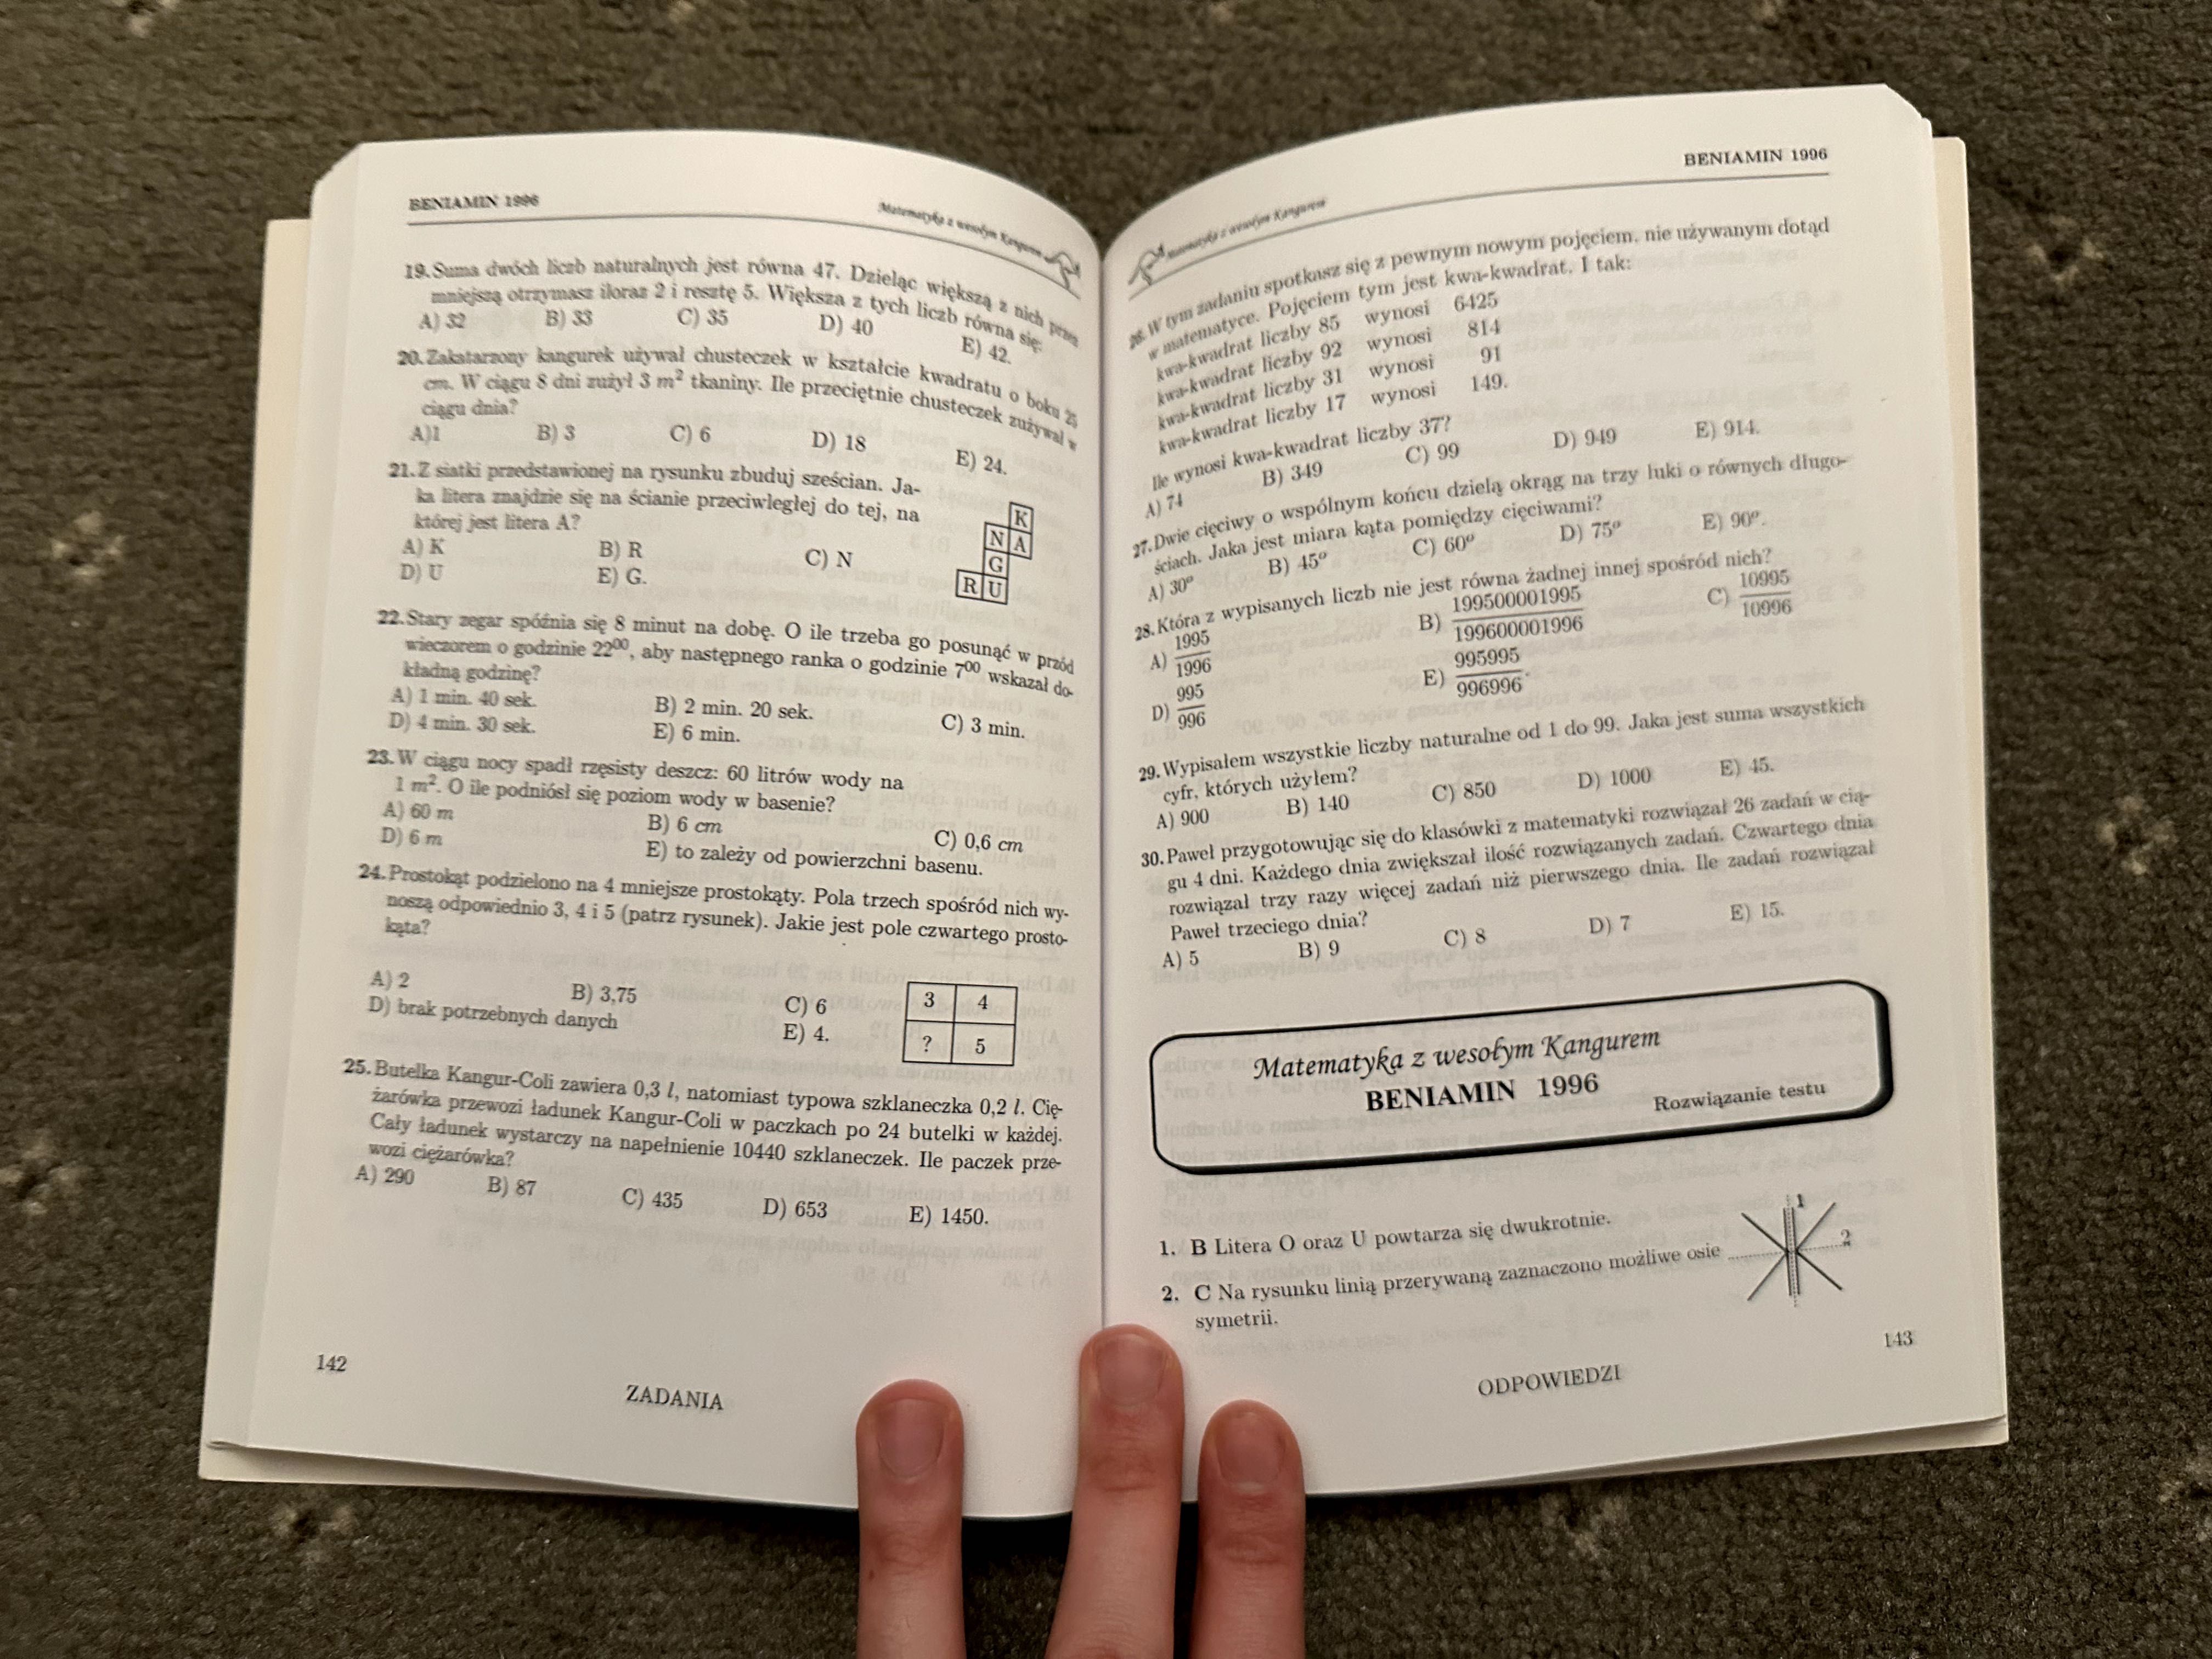 BENIAMIN 1996
Matematyka z wesołym Kangurem
19. Suma dwóch liczb naturalnych jest równa 47. Dzieląc większą z nich przez
mniejszą otrzymasz iloraz 2 i resztę 5. Większa z tych liczb równa się:
A) 32 B) 33 C) 35 D) 40 E) 42.
20. Zakatarzony kangurek używał chusteczek w kształcie kwadratu o boku 25
cm. W ciągu 8 dni zużył 3 m² tkaniny. Ile przeciętnie chusteczek zużywał w
ciągu dnia?
A)1 B) 3 C) 6 D) 18 E) 24.
21. Z siatki przedstawionej na rysunku zbuduj sześcian. Ja-
ka litera znajdzie się na ścianie przeciwległej do tej, na
której jest litera A?
A) K B) R C) N
D) U E) G.
K
N A
G
R U
22. Stary zegar spóźnia się 8 minut na dobę. O ile trzeba go posunąć w przód
wieczorem o godzinie 22⁰⁰, aby następnego ranka o godzinie 7⁰⁰ wskazał do-
kładną godzinę?
A) 1 min. 40 sek. B) 2 min. 20 sek. C) 3 min.
D) 4 min. 30 sek. E) 6 min.
23. W ciągu nocy spadł rzęsisty deszcz: 60 litrów wody na
1 m². O ile podniósł się poziom wody w basenie?
A) 60 m B) 6 cm C) 0,6 cm
D) 6 m E) to zależy od powierzchni basenu.
24. Prostokąt podzielono na 4 mniejsze prostokąty. Pola trzech spośród nich wy-
noszą odpowiednio 3, 4 i 5 (patrz rysunek). Jakie jest pole czwartego prosto-
kąta?
A) 2 B) 3,75 C) 6
D) brak potrzebnych danych E) 4.
3 4
? 5
25. Butelka Kangur-Coli zawiera 0,3 l, natomiast typowa szklaneczka 0,2 l. Cię-
żarówka przewozi ładunek Kangur-Coli w paczkach po 24 butelki w każdej.
Cały ładunek wystarczy na napełnienie 10440 szklaneczek. Ile paczek prze-
wozi ciężarówka?
A) 290 B) 87 C) 435 D) 653 E) 1450.
142
ZADANIA
Matematyka z wesołym Kangurem
BENIAMIN 1996
26. W tym zadaniu spotkasz się z pewnym nowym pojęciem, nie używanym dotąd
w matematyce. Pojęciem tym jest kwa-kwadrat. I tak:
kwa-kwadrat liczby 85 wynosi 6425
kwa-kwadrat liczby 92 wynosi 814
kwa-kwadrat liczby 31 wynosi 91
kwa-kwadrat liczby 17 wynosi 149.
Ile wynosi kwa-kwadrat liczby 37?
A) 74 B) 349 C) 99 D) 949 E) 914.
27. Dwie cięciwy o wspólnym końcu dzielą okrąg na trzy łuki o równych długo-
ściach. Jaka jest miara kąta pomiędzy cięciwami?
A) 30° B) 45° C) 60° D) 75° E) 90°.
28. Która z wypisanych liczb nie jest równa żadnej innej spośród nich?
A) 1995/1996 B) 199500001995/199600001996 C) 10995/10996
D) 995/996 E) 995995/996996.
29. Wypisałem wszystkie liczby naturalne od 1 do 99. Jaka jest suma wszystkich
cyfr, których użyłem?
A) 900 B) 140 C) 850 D) 1000 E) 45.
30. Paweł przygotowując się do klasówki z matematyki rozwiązał 26 zadań w cią-
gu 4 dni. Każdego dnia zwiększał ilość rozwiązanych zadań. Czwartego dnia
rozwiązał trzy razy więcej zadań niż pierwszego dnia. Ile zadań rozwiązał
Paweł trzeciego dnia?
A) 5 B) 9 C) 8 D) 7 E) 15.
Matematyka z wesołym Kangurem
BENIAMIN 1996
Rozwiązanie testu
1. B Litera O oraz U powtarza się dwukrotnie.
2. C Na rysunku linią przerywaną zaznaczono możliwe osie
symetrii.
1
2
143
ODPOWIEDZI